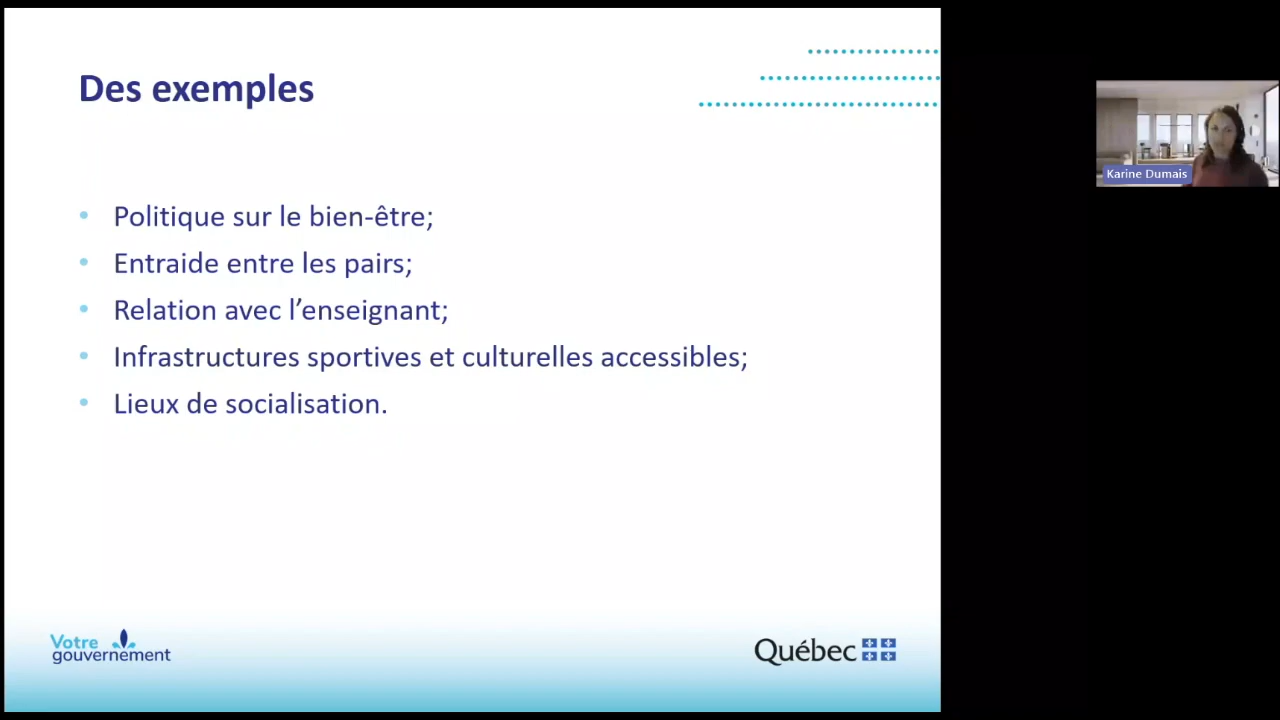 Des exemples
Politique sur le bien-être;
Entraide entre les pairs;
Relation avec l’enseignant;
Infrastructures sportives et culturelles accessibles;
Lieux de socialisation.
Votre
gouvernement
Québec
Karine Dumais